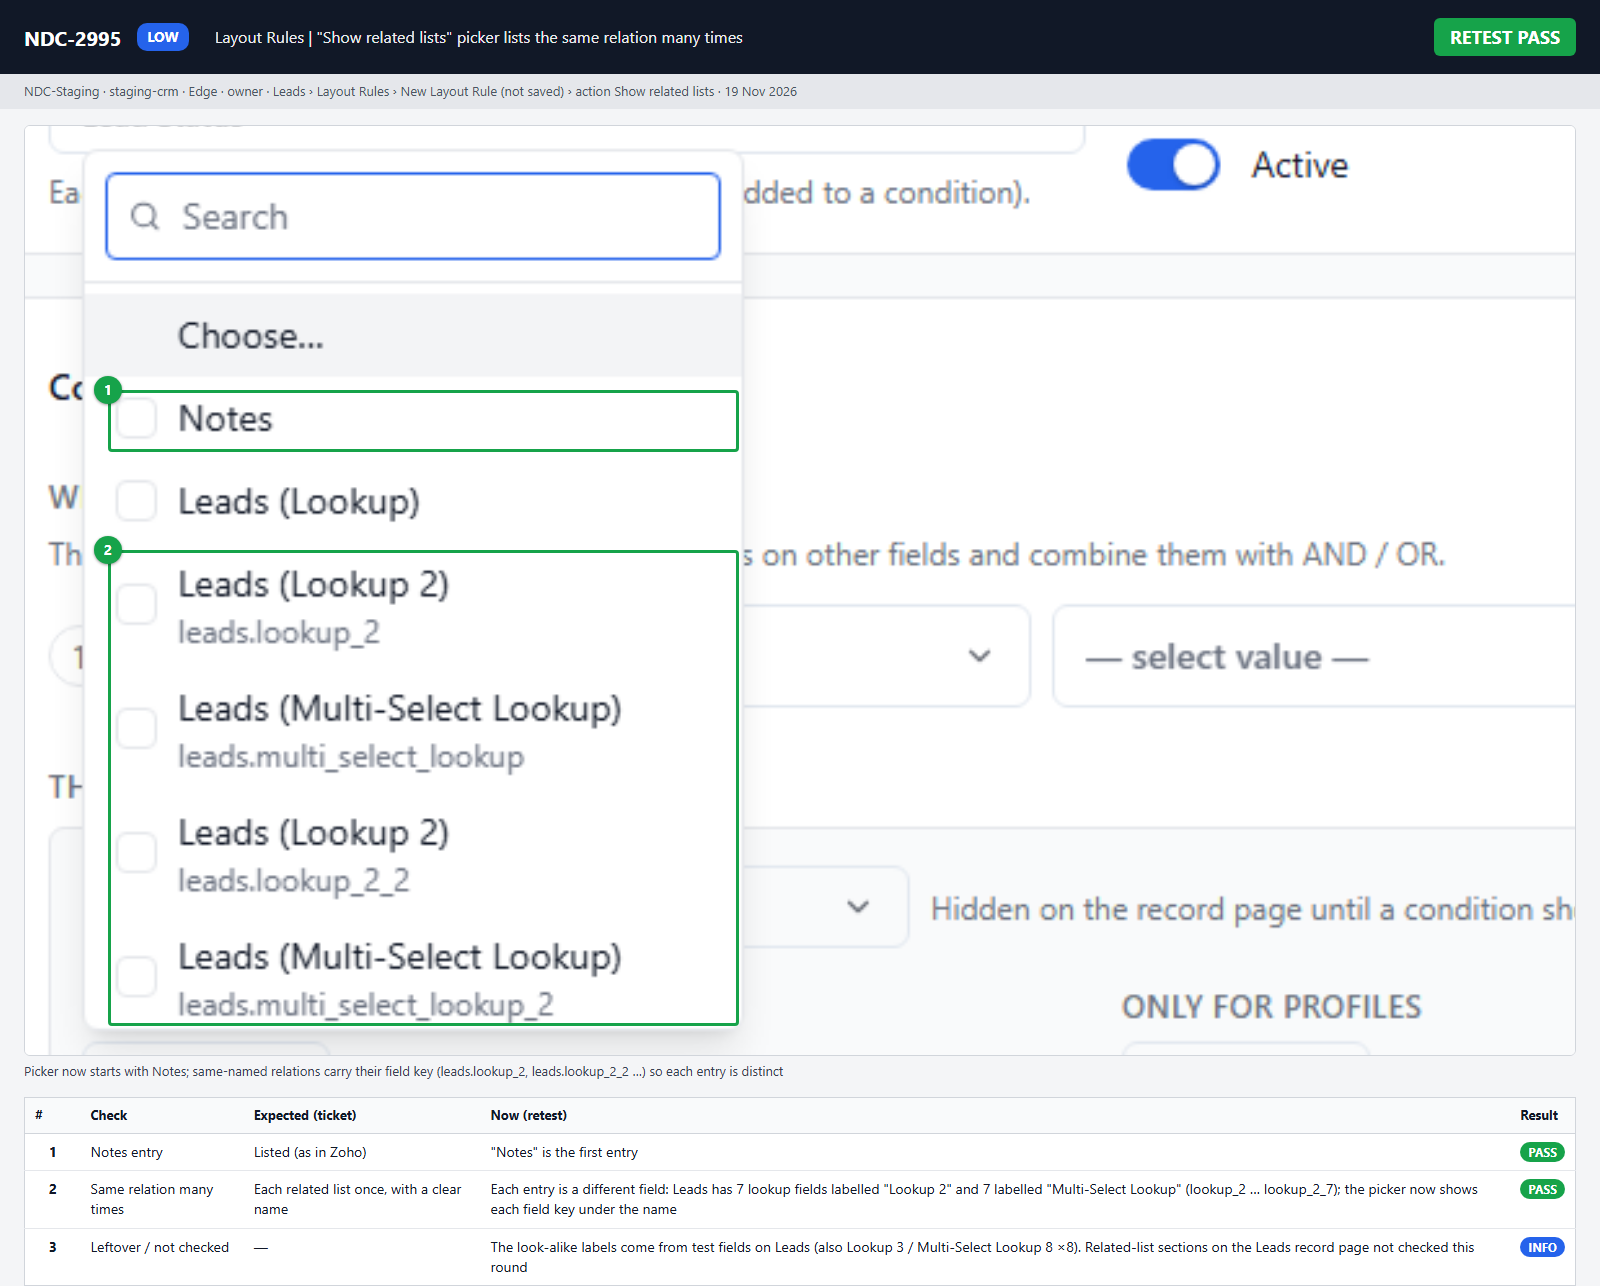 NDC-2995 LOW Layout Rules | "Show related lists" picker lists the same relation many times RETEST PASS
NDC-Staging · staging-crm · Edge · owner · Leads › Layout Rules › New Layout Rule (not saved) › action Show related lists · 19 Nov 2026
Active
Ea
dded to a condition).
Search
Choose...
Co
1
Notes
W
Leads (Lookup)
2
Th
s on other fields and combine them with AND / OR.
Leads (Lookup 2)
leads.lookup_2
1
— select value —
Leads (Multi-Select Lookup)
leads.multi_select_lookup
TH
Leads (Lookup 2)
leads.lookup_2_2
Hidden on the record page until a condition sh
Leads (Multi-Select Lookup)
leads.multi_select_lookup_2
ONLY FOR PROFILES
Picker now starts with Notes; same-named relations carry their field key (leads.lookup_2, leads.lookup_2_2 ...) so each entry is distinct
# Check Expected (ticket) Now (retest) Result
1 Notes entry Listed (as in Zoho) "Notes" is the first entry PASS
2 Same relation many times Each related list once, with a clear name Each entry is a different field: Leads has 7 lookup fields labelled "Lookup 2" and 7 labelled "Multi-Select Lookup" (lookup_2 ... lookup_2_7); the picker now shows each field key under the name PASS
3 Leftover / not checked — The look-alike labels come from test fields on Leads (also Lookup 3 / Multi-Select Lookup 8 ×8). Related-list sections on the Leads record page not checked this round INFO